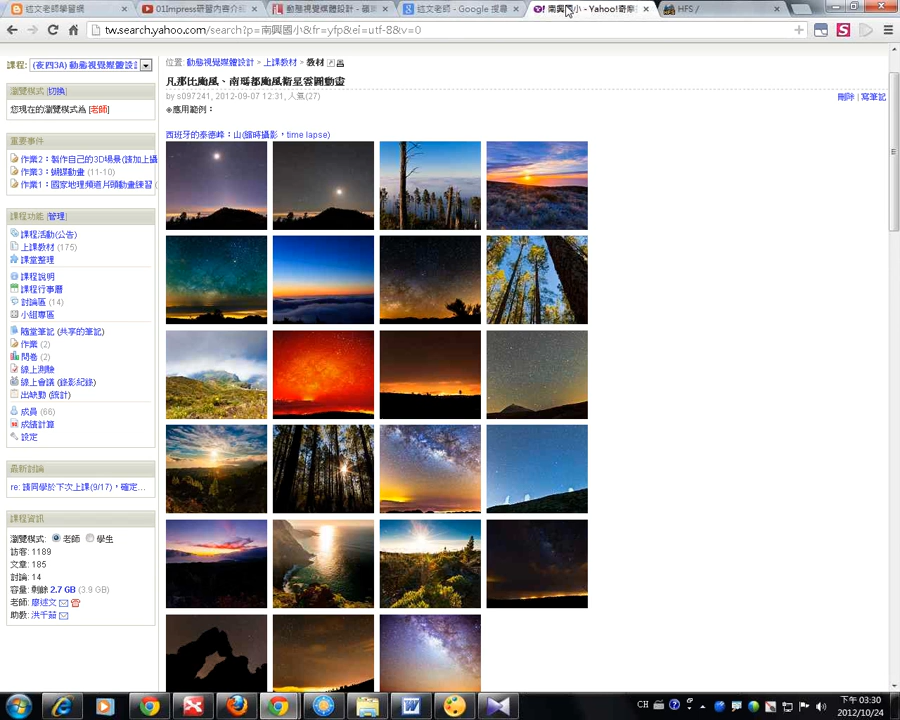 這文老師學習網
01Impress研習內容介紹
動態視覺媒體設計 - 
這文老師 - Google 搜尋
南興國小 - Yahoo!奇摩
HFS /
tw.search.yahoo.com/search?p=南興國小&fr=yfp&ei=utf-8&v=0
課程:
(夜四3A) 動態視覺媒體設計
位置: 動態視覺媒體設計 > 上課教材 > 教材
凡那比颱風、南瑪都颱風衛星雲圖動畫
by s097241, 2012-09-07 12:31, 人氣(27)
刪除 | 寫筆記
※應用範例：
西班牙的泰德峰：山(縮時攝影，time lapse)
瀏覽模式 [切換]
您現在的瀏覽模式為 [老師]
重要事件
作業2：製作自己的3D場景(請加上攝
作業3：蝴蝶動畫 (11-10)
作業1：國家地理頻道片頭動畫練習 (
課程功能 [管理]
課程活動(公告)
上課教材 (175)
課堂整理
課程說明
課程行事曆
討論區 (14)
小組專區
隨堂筆記 (共享的筆記)
作業 (2)
問卷 (2)
線上測驗
線上會議 (錄影紀錄)
出缺勤 (統計)
成員 (66)
成績計算
設定
最新討論
re: 請同學於下次上課(9/17)，確定...
課程資訊
瀏覽模式: 老師 學生
訪客: 1189
文章: 185
討論: 14
容量: 剩餘 2.7 GB (3.9 GB)
老師: 廖述文
助教: 洪千茹
CH
下午 03:30
2012/10/24